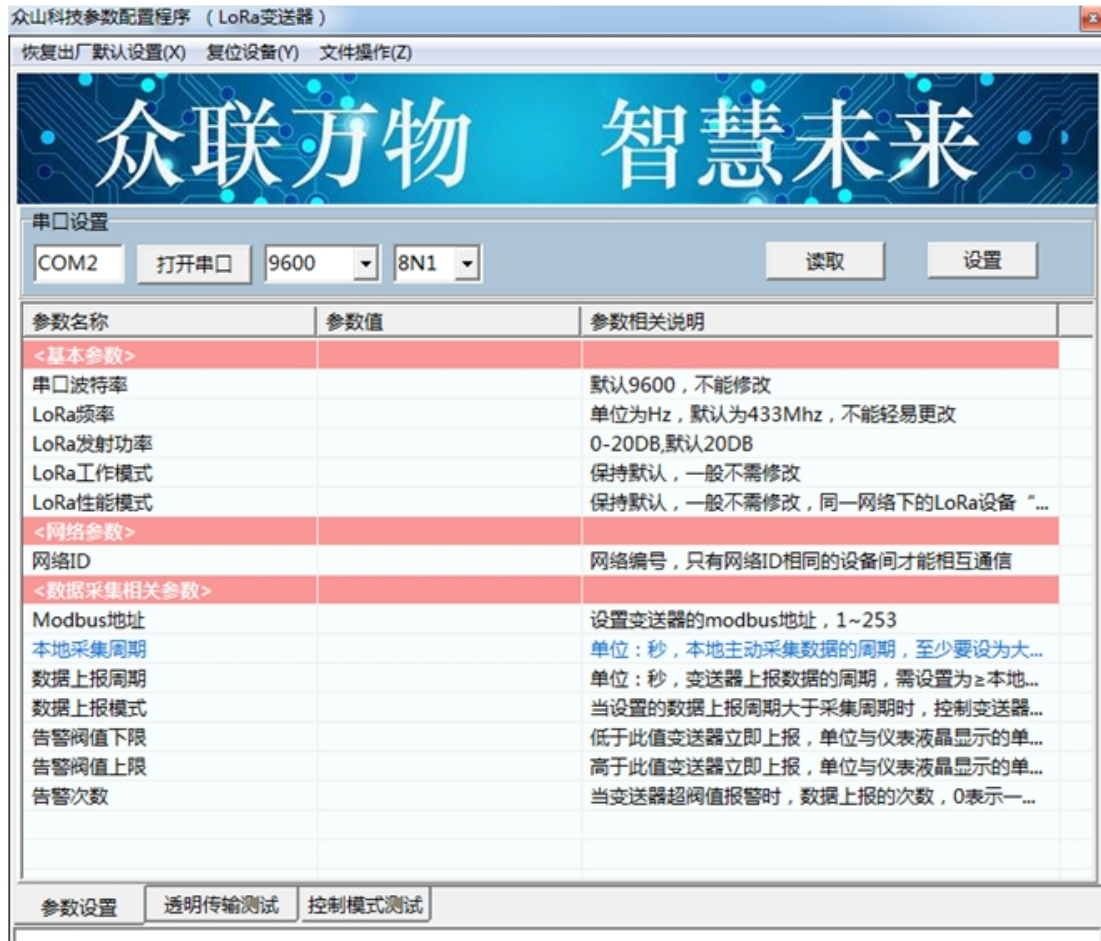 众山科技参数配置程序 （LoRa变送器）
恢复出厂默认设置(X) 复位设备(Y) 文件操作(Z)
众联万物 智慧未来
串口设置
COM2 打开串口 9600 8N1 读取 设置
参数名称 参数值 参数相关说明
<基本参数>
串口波特率 默认9600，不能修改
LoRa频率 单位为Hz，默认为433Mhz，不能轻易更改
LoRa发射功率 0-20DB,默认20DB
LoRa工作模式 保持默认，一般不需修改
LoRa性能模式 保持默认，一般不需修改，同一网络下的LoRa设备“...
<网络参数>
网络ID 网络编号，只有网络ID相同的设备间才能相互通信
<数据采集相关参数>
Modbus地址 设置变送器的modbus地址，1~253
本地采集周期 单位：秒，本地主动采集数据的周期，至少要设为大...
数据上报周期 单位：秒，变送器上报数据的周期，需设置为≥本地...
数据上报模式 当设置的数据上报周期大于采集周期时，控制变送器...
告警阀值下限 低于此值变送器立即上报，单位与仪表液晶显示的单...
告警阀值上限 高于此值变送器立即上报，单位与仪表液晶显示的单...
告警次数 当变送器超阀值报警时，数据上报的次数，0表示一...
参数设置 透明传输测试 控制模式测试